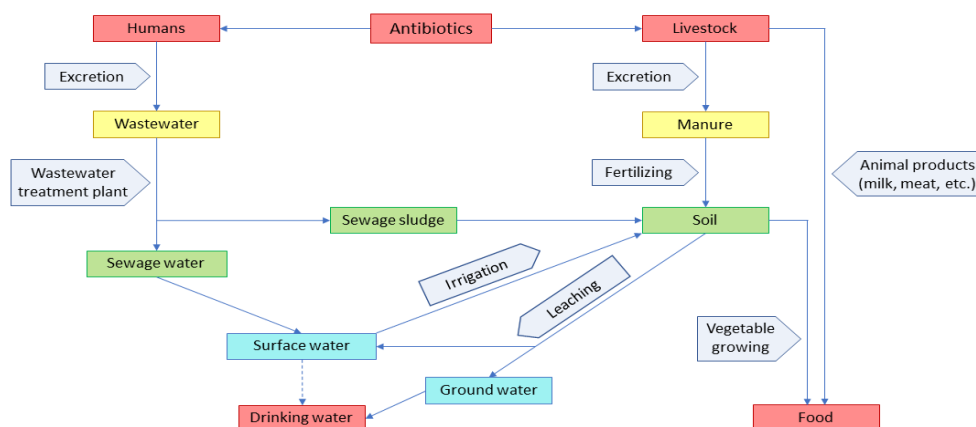 Humans
Antibiotics
Livestock
Excretion
Excretion
Wastewater
Manure
Wastewater
treatment plant
Fertilizing
Animal products
(milk, meat, etc.)
Sewage sludge
Soil
Sewage water
Irrigation
Leaching
Surface water
Vegetable
growing
Ground water
Drinking water
Food